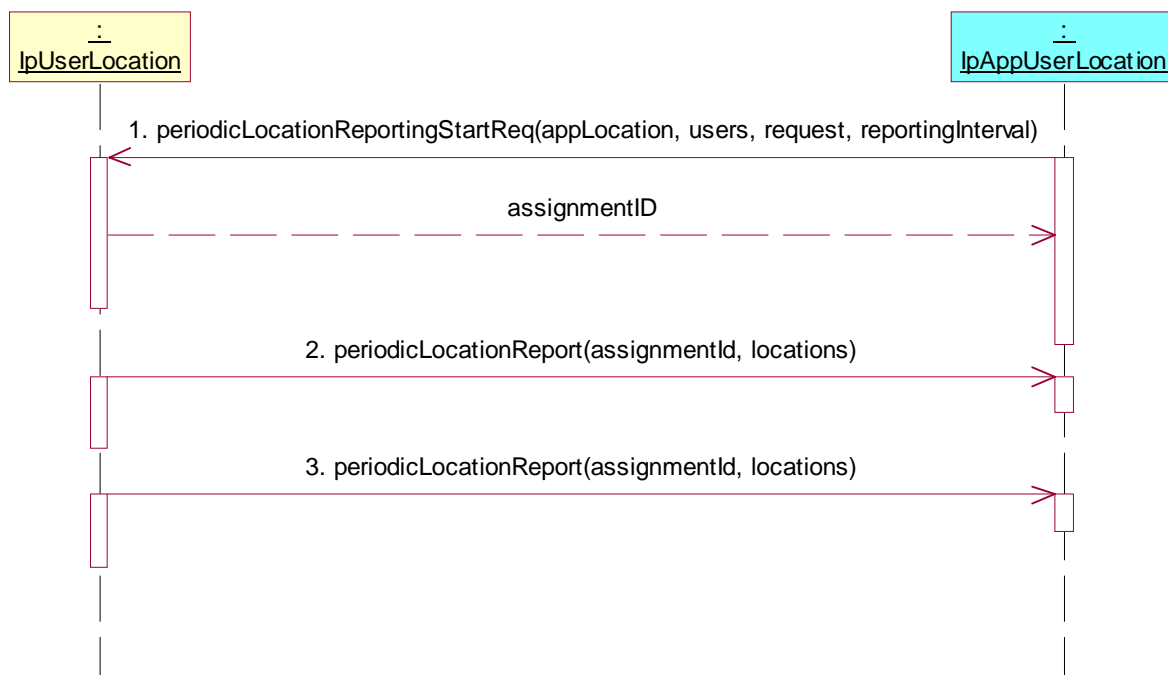 :
IpUserLocation
:
IpAppUserLocation
1. periodicLocationReportingStartReq(appLocation, users, request, reportingInterval)
assignmentID
2. periodicLocationReport(assignmentId, locations)
3. periodicLocationReport(assignmentId, locations)